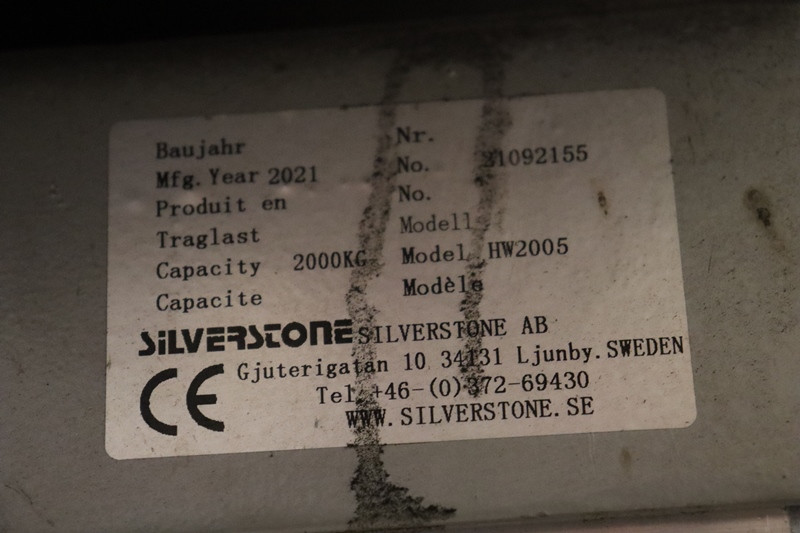 Baujahr Nr.
Mfg. Year 2021 No. 21092155
Produit en No.
Traglast Modell
Capacity 2000KG Model HW2005
Capacite Modèle
SILVERSTONE SILVERSTONE AB
CE Gjuterigatan 10 34131 Ljunby. SWEDEN
Tel +46-(0)372-69430
WWW.SILVERSTONE.SE